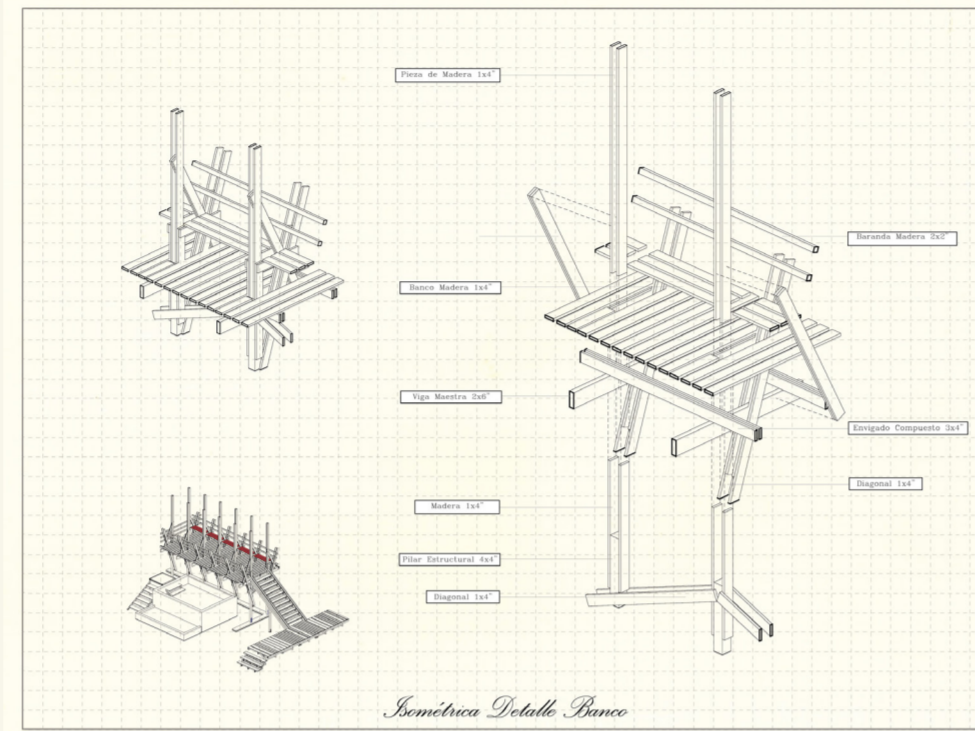 Pieza de Madera 1x4"
Baranda Madera 2x2"
Banco Madera 1x4"
Viga Maestra 2x6"
Envigado Compuesto 3x4"
Diagonal 1x4"
Madera 1x4"
Pilar Estructural 4x4"
Diagonal 1x4"
Isométrica Detalle Banco